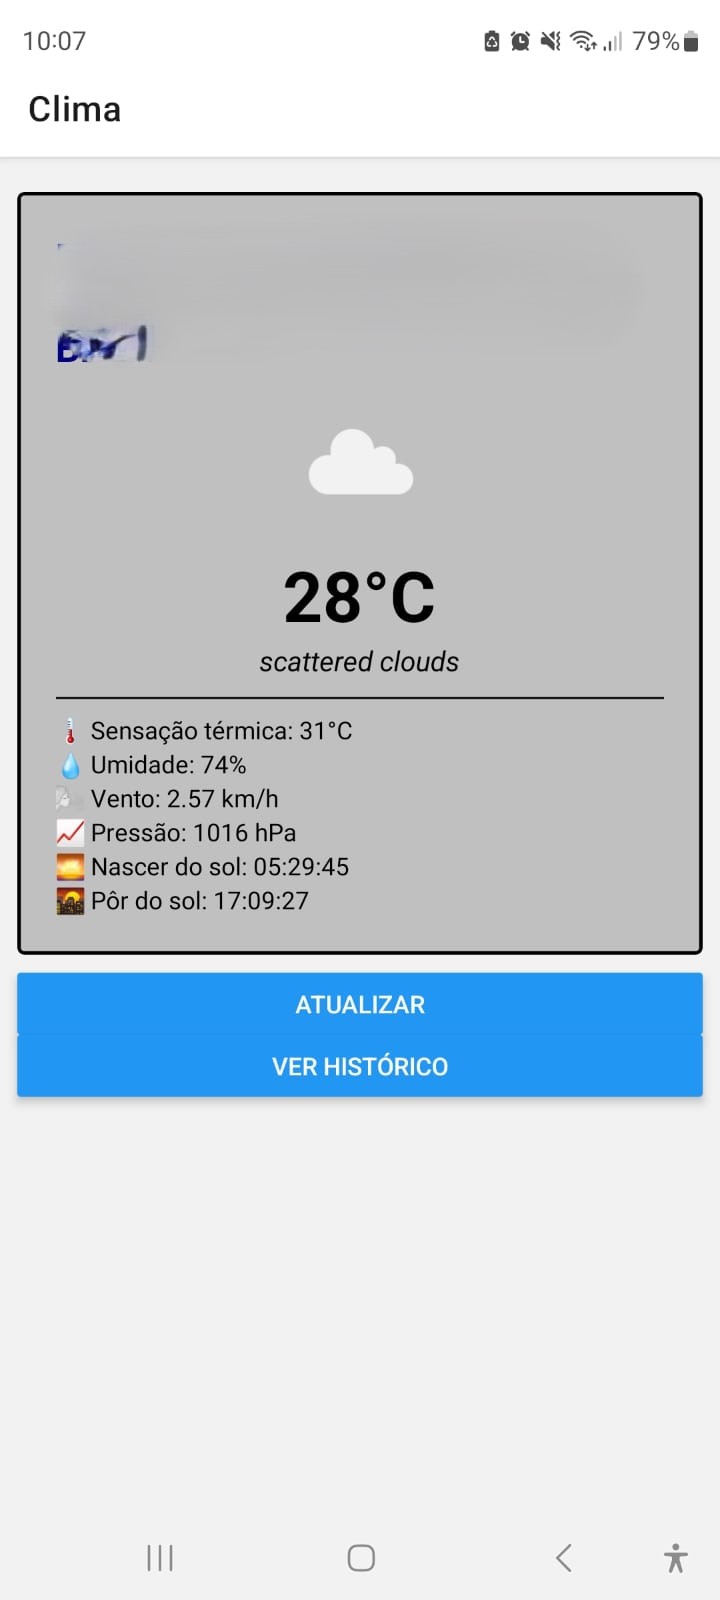 10:07
79%
Clima
28°C
scattered clouds
Sensação térmica: 31°C
Umidade: 74%
Vento: 2.57 km/h
Pressão: 1016 hPa
Nascer do sol: 05:29:45
Pôr do sol: 17:09:27
ATUALIZAR
VER HISTÓRICO